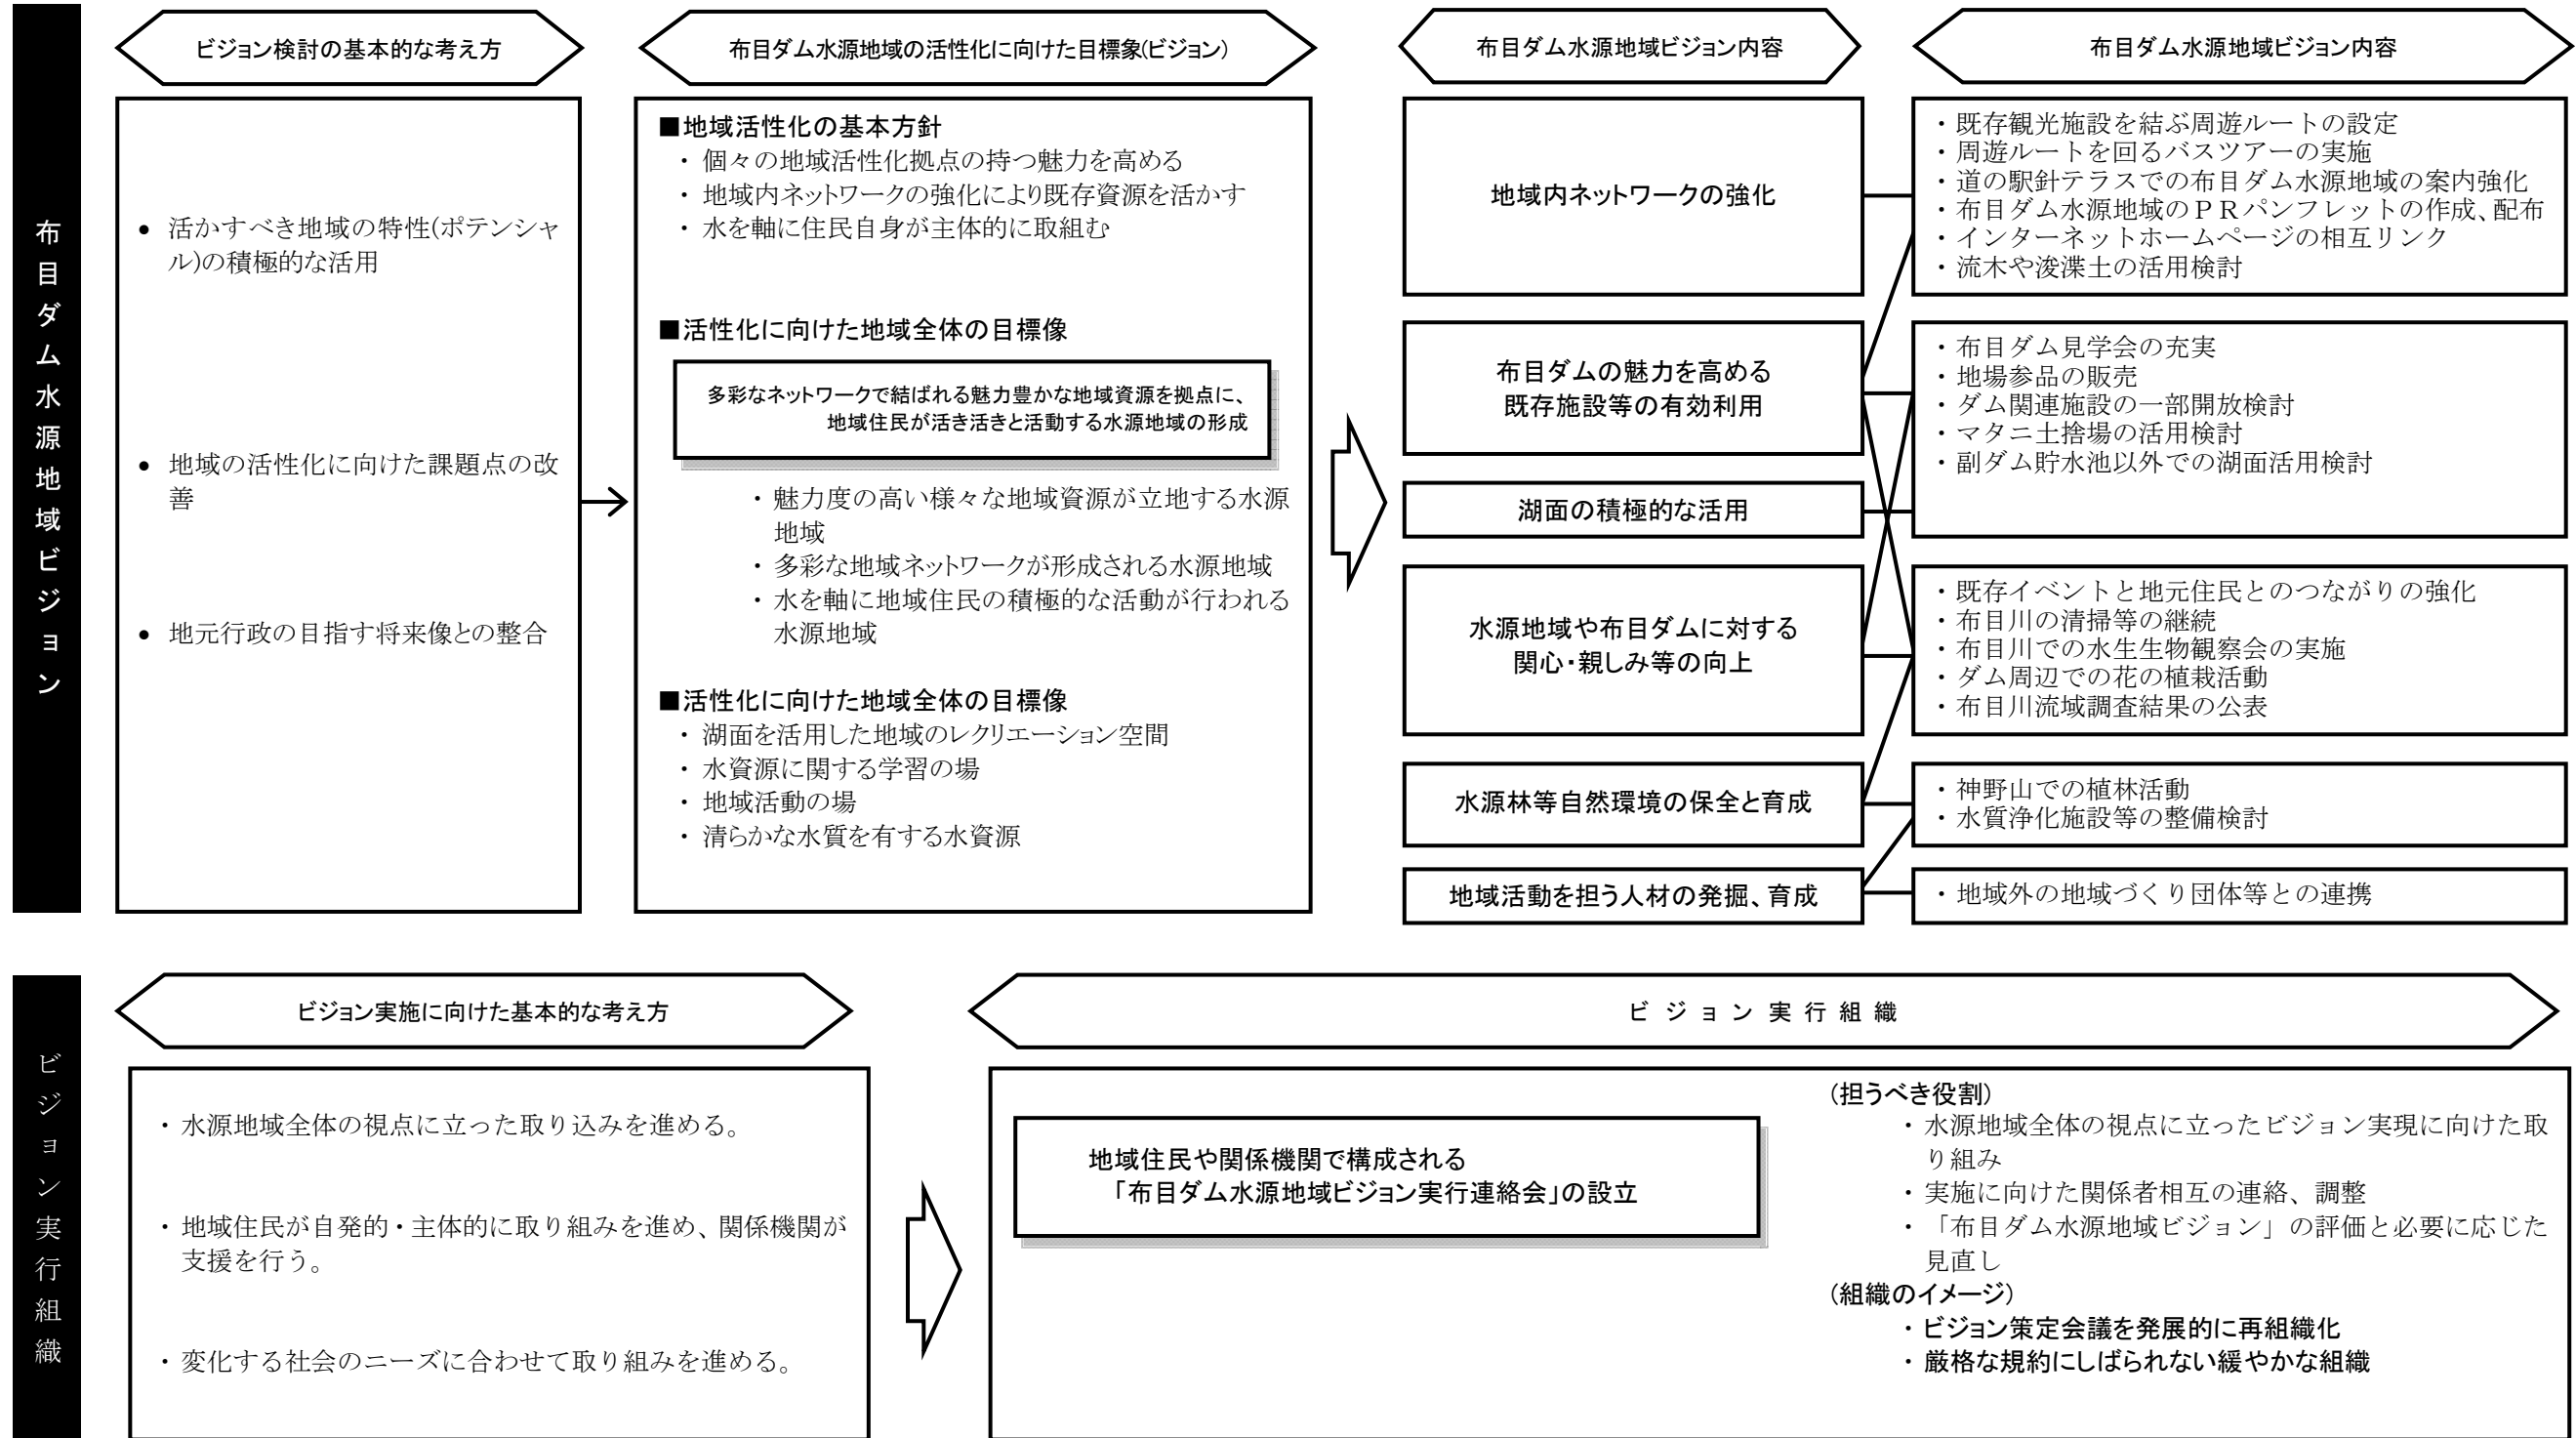 布目ダム水源地域ビジョン
ビジョン検討の基本的な考え方
・活かすべき地域の特性(ポテンシャ
ル)の積極的な活用
・地域の活性化に向けた課題点の改
善
・地元行政の目指す将来像との整合
布目ダム水源地域の活性化に向けた目標象(ビジョン)
■地域活性化の基本方針
・個々の地域活性化拠点の持つ魅力を高める
・地域内ネットワークの強化により既存資源を活かす
・水を軸に住民自身が主体的に取組む
■活性化に向けた地域全体の目標像
多彩なネットワークで結ばれる魅力豊かな地域資源を拠点に、
地域住民が活き活きと活動する水源地域の形成
・魅力度の高い様々な地域資源が立地する水源
地域
・多彩な地域ネットワークが形成される水源地域
・水を軸に地域住民の積極的な活動が行われる
水源地域
■活性化に向けた地域全体の目標像
・湖面を活用した地域のレクリエーション空間
・水資源に関する学習の場
・地域活動の場
・清らかな水質を有する水資源
布目ダム水源地域ビジョン内容
地域内ネットワークの強化
布目ダムの魅力を高める
既存施設等の有効利用
湖面の積極的な活用
水源地域や布目ダムに対する
関心・親しみ等の向上
水源林等自然環境の保全と育成
地域活動を担う人材の発掘、育成
布目ダム水源地域ビジョン内容
・既存観光施設を結ぶ周遊ルートの設定
・周遊ルートを回るバスツアーの実施
・道の駅針テラスでの布目ダム水源地域の案内強化
・布目ダム水源地域のＰＲパンフレットの作成、配布
・インターネットホームページの相互リンク
・流木や浚渫土の活用検討
・布目ダム見学会の充実
・地場参品の販売
・ダム関連施設の一部開放検討
・マタニ土捨場の活用検討
・副ダム貯水池以外での湖面活用検討
・既存イベントと地元住民とのつながりの強化
・布目川の清掃等の継続
・布目川での水生生物観察会の実施
・ダム周辺での花の植栽活動
・布目川流域調査結果の公表
・神野山での植林活動
・水質浄化施設等の整備検討
・地域外の地域づくり団体等との連携
ビジョン実行組織
ビジョン実施に向けた基本的な考え方
・水源地域全体の視点に立った取り込みを進める。
・地域住民が自発的・主体的に取り組みを進め、関係機関が
支援を行う。
・変化する社会のニーズに合わせて取り組みを進める。
ビジョン実行組織
地域住民や関係機関で構成される
「布目ダム水源地域ビジョン実行連絡会」の設立
(担うべき役割)
・水源地域全体の視点に立ったビジョン実現に向けた取
り組み
・実施に向けた関係者相互の連絡、調整
・「布目ダム水源地域ビジョン」の評価と必要に応じた
見直し
(組織のイメージ)
・ビジョン策定会議を発展的に再組織化
・厳格な規約にしばられない緩やかな組織